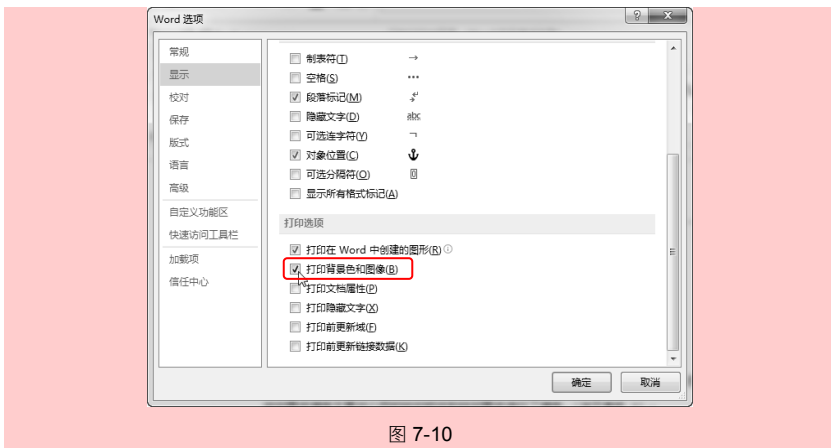 Word 选项
常规
显示
校对
保存
版式
语言
高级
自定义功能区
快速访问工具栏
加载项
信任中心
制表符(T) →
空格(S) ···
段落标记(M)
隐藏文字(D) abc
可选连字符(Y) ¬
对象位置(C)
可选分隔符(O)
显示所有格式标记(A)
打印选项
打印在 Word 中创建的图形(R)
打印背景色和图像(B)
打印文档属性(P)
打印隐藏文字(X)
打印前更新域(F)
打印前更新链接数据(K)
确定 取消
图 7-10